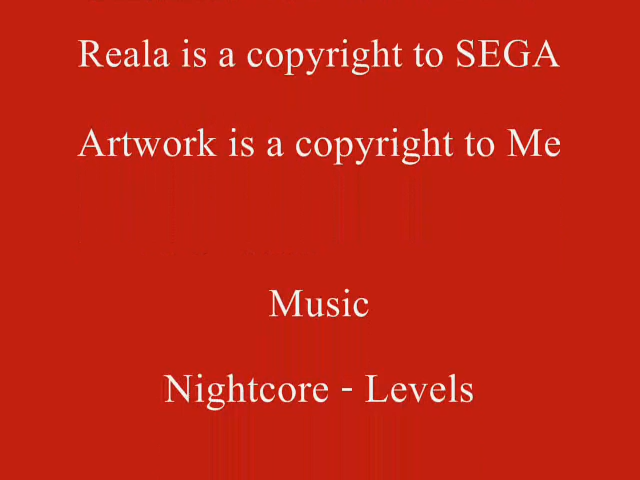 Reala is a copyright to SEGA
Artwork is a copyright to Me
Music
Nightcore - Levels